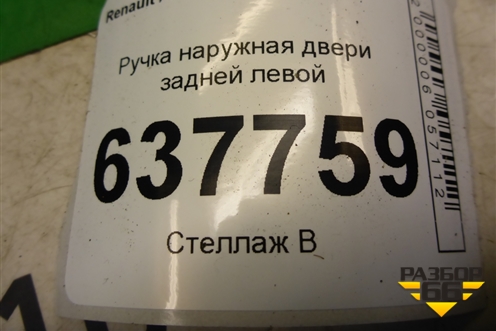 Renault
Ручка наружная двери
задней левой
637759
Стеллаж В
2000006057112
РАЗБОР
66